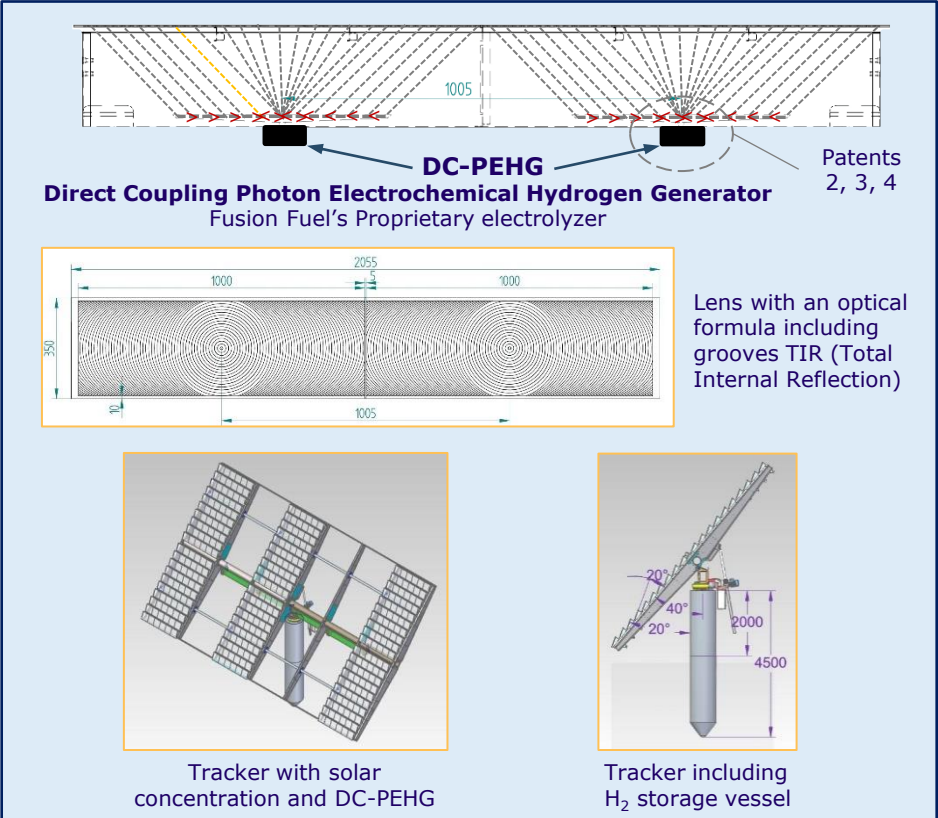 1005
Patents
2, 3, 4
DC-PEHG
Direct Coupling Photon Electrochemical Hydrogen Generator
Fusion Fuel's Proprietary electrolyzer
2055
1000
5
1000
350
10
1005
Lens with an optical
formula including
grooves TIR (Total
Internal Reflection)
20°
40°
20°
2000
4500
Tracker with solar
concentration and DC-PEHG
Tracker including
H₂ storage vessel